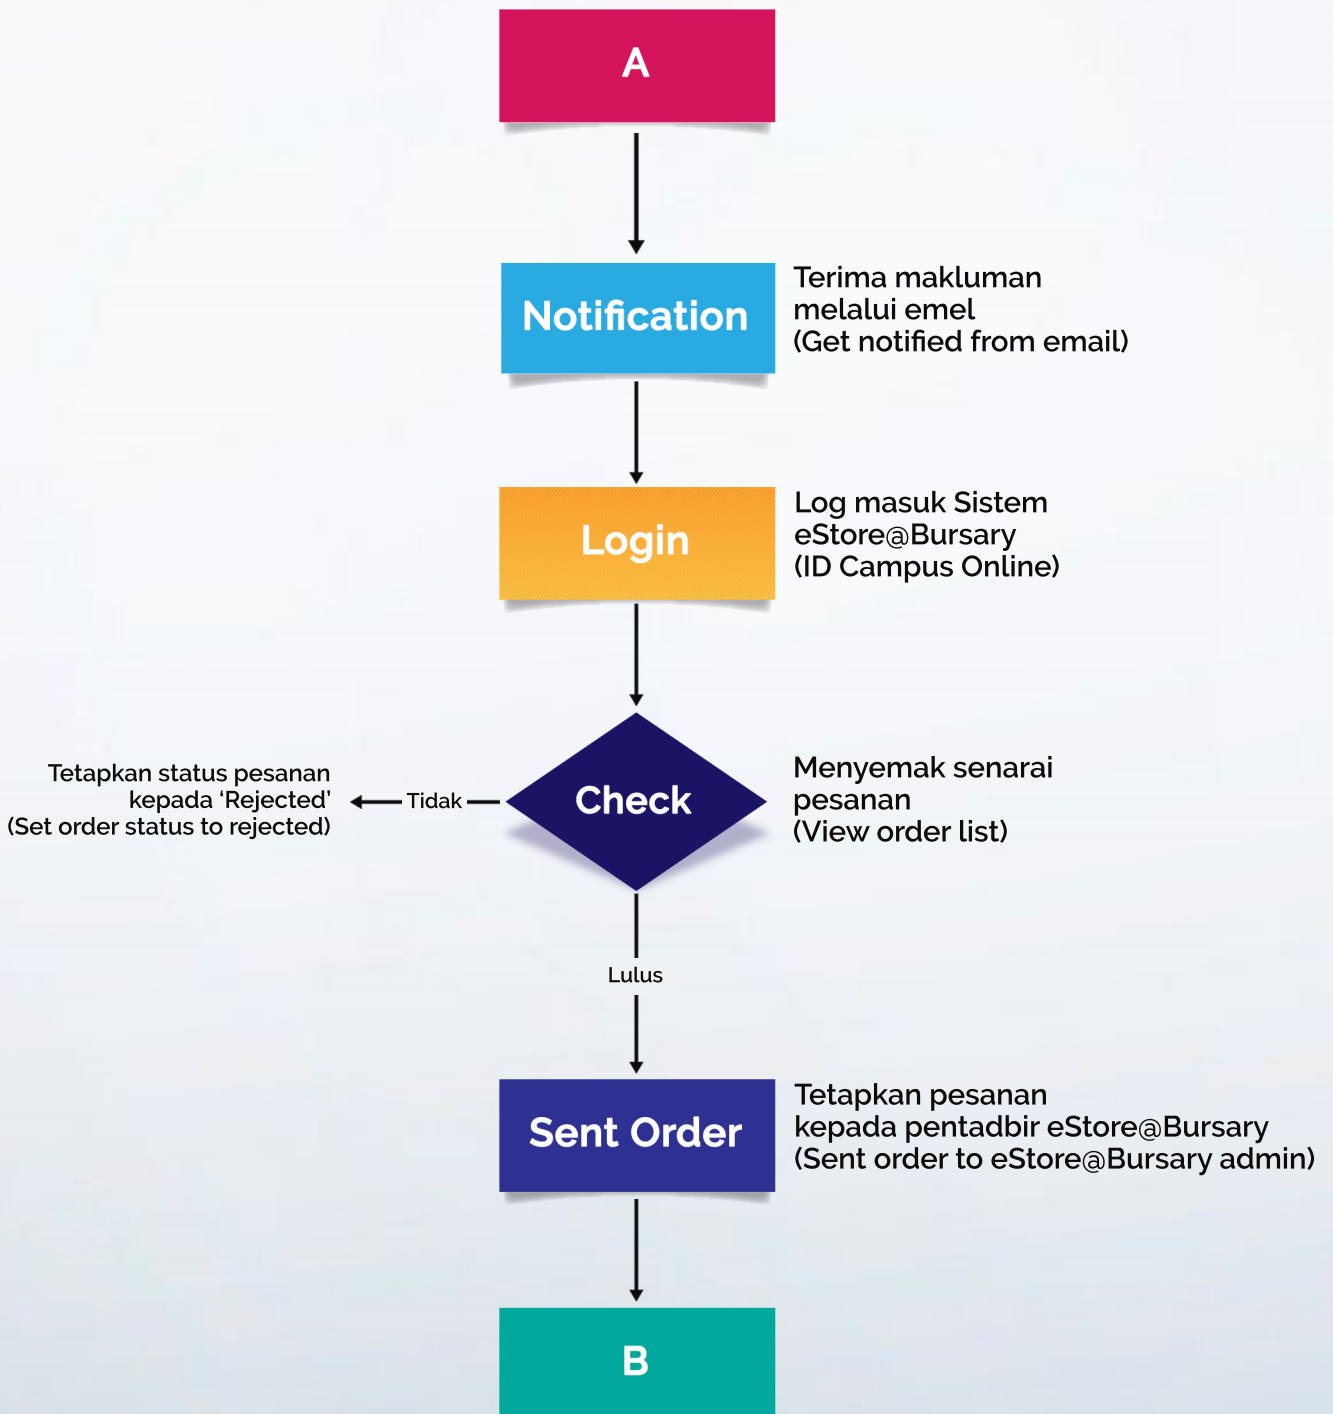 A
Notification
Terima makluman
melalui emel
(Get notified from email)
Login
Log masuk Sistem
eStore@Bursary
(ID Campus Online)
Tetapkan status pesanan
kepada ‘Rejected’
(Set order status to rejected)
Tidak
Check
Menyemak senarai
pesanan
(View order list)
Lulus
Sent Order
Tetapkan pesanan
kepada pentadbir eStore@Bursary
(Sent order to eStore@Bursary admin)
B